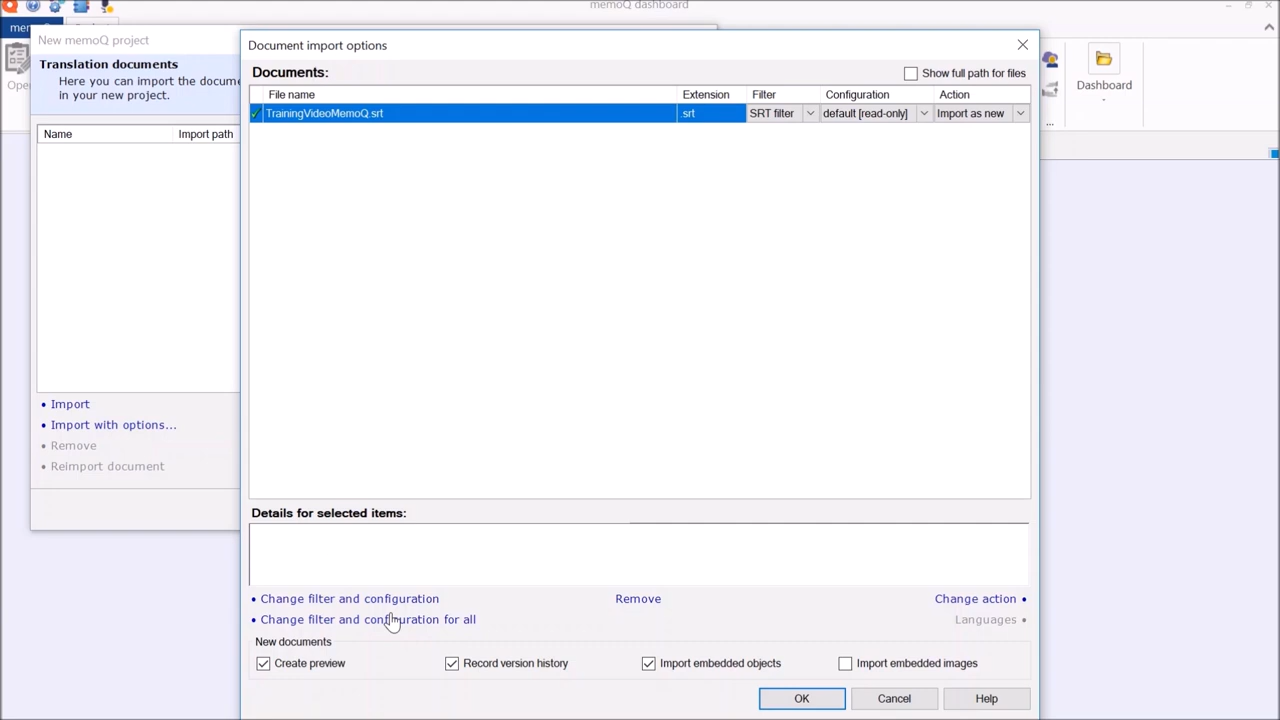 memoQ dashboard
New memoQ project
Translation documents
Here you can import the docume
in your new project.
Name Import path
• Import
• Import with options...
• Remove
• Reimport document
Document import options
Documents:
Show full path for files
File name Extension Filter Configuration Action
TrainingVideoMemoQ.srt .srt SRT filter default [read-only] Import as new
Details for selected items:
• Change filter and configuration Remove Change action •
• Change filter and configuration for all Languages •
New documents
Create preview Record version history Import embedded objects Import embedded images
OK Cancel Help
Dashboard
...